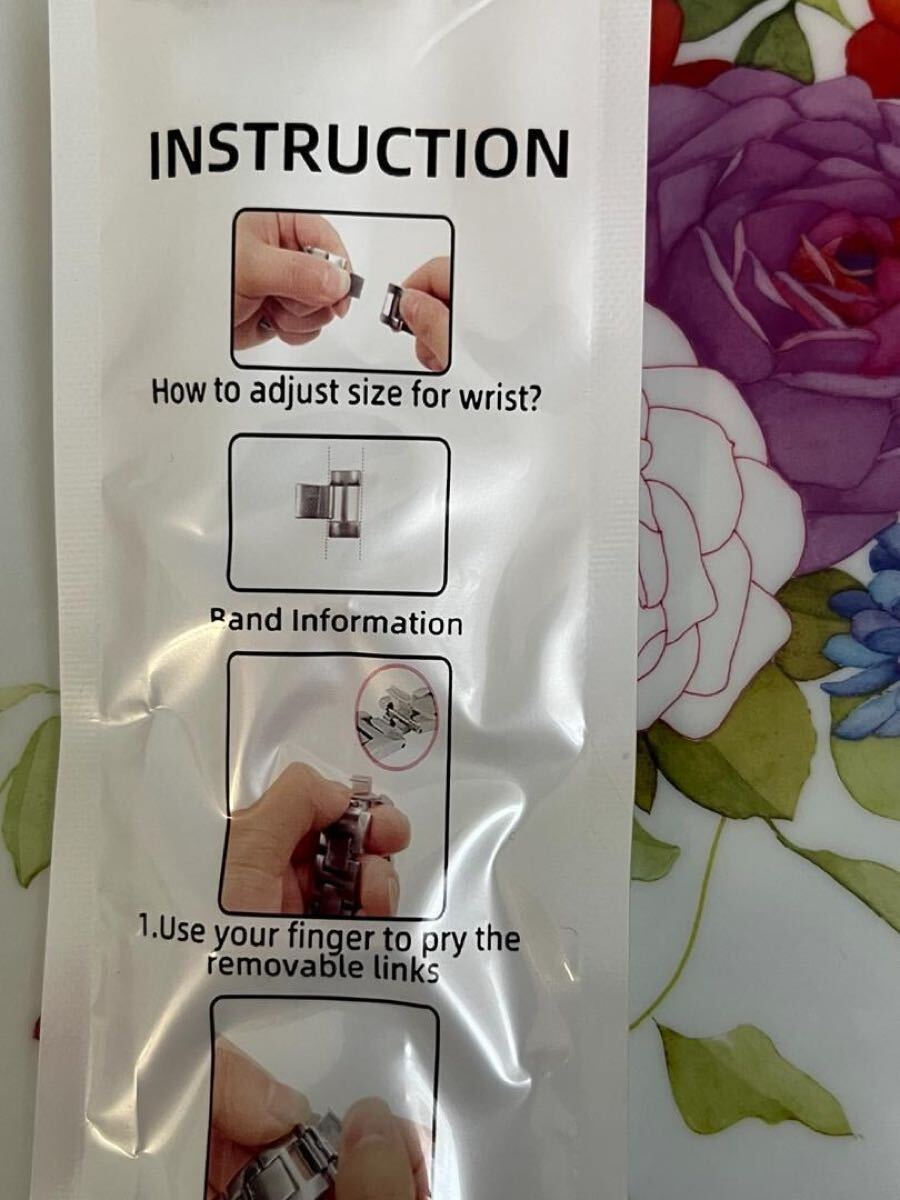 INSTRUCTION
How to adjust size for wrist?
Band Information
1.Use your finger to pry the
removable links